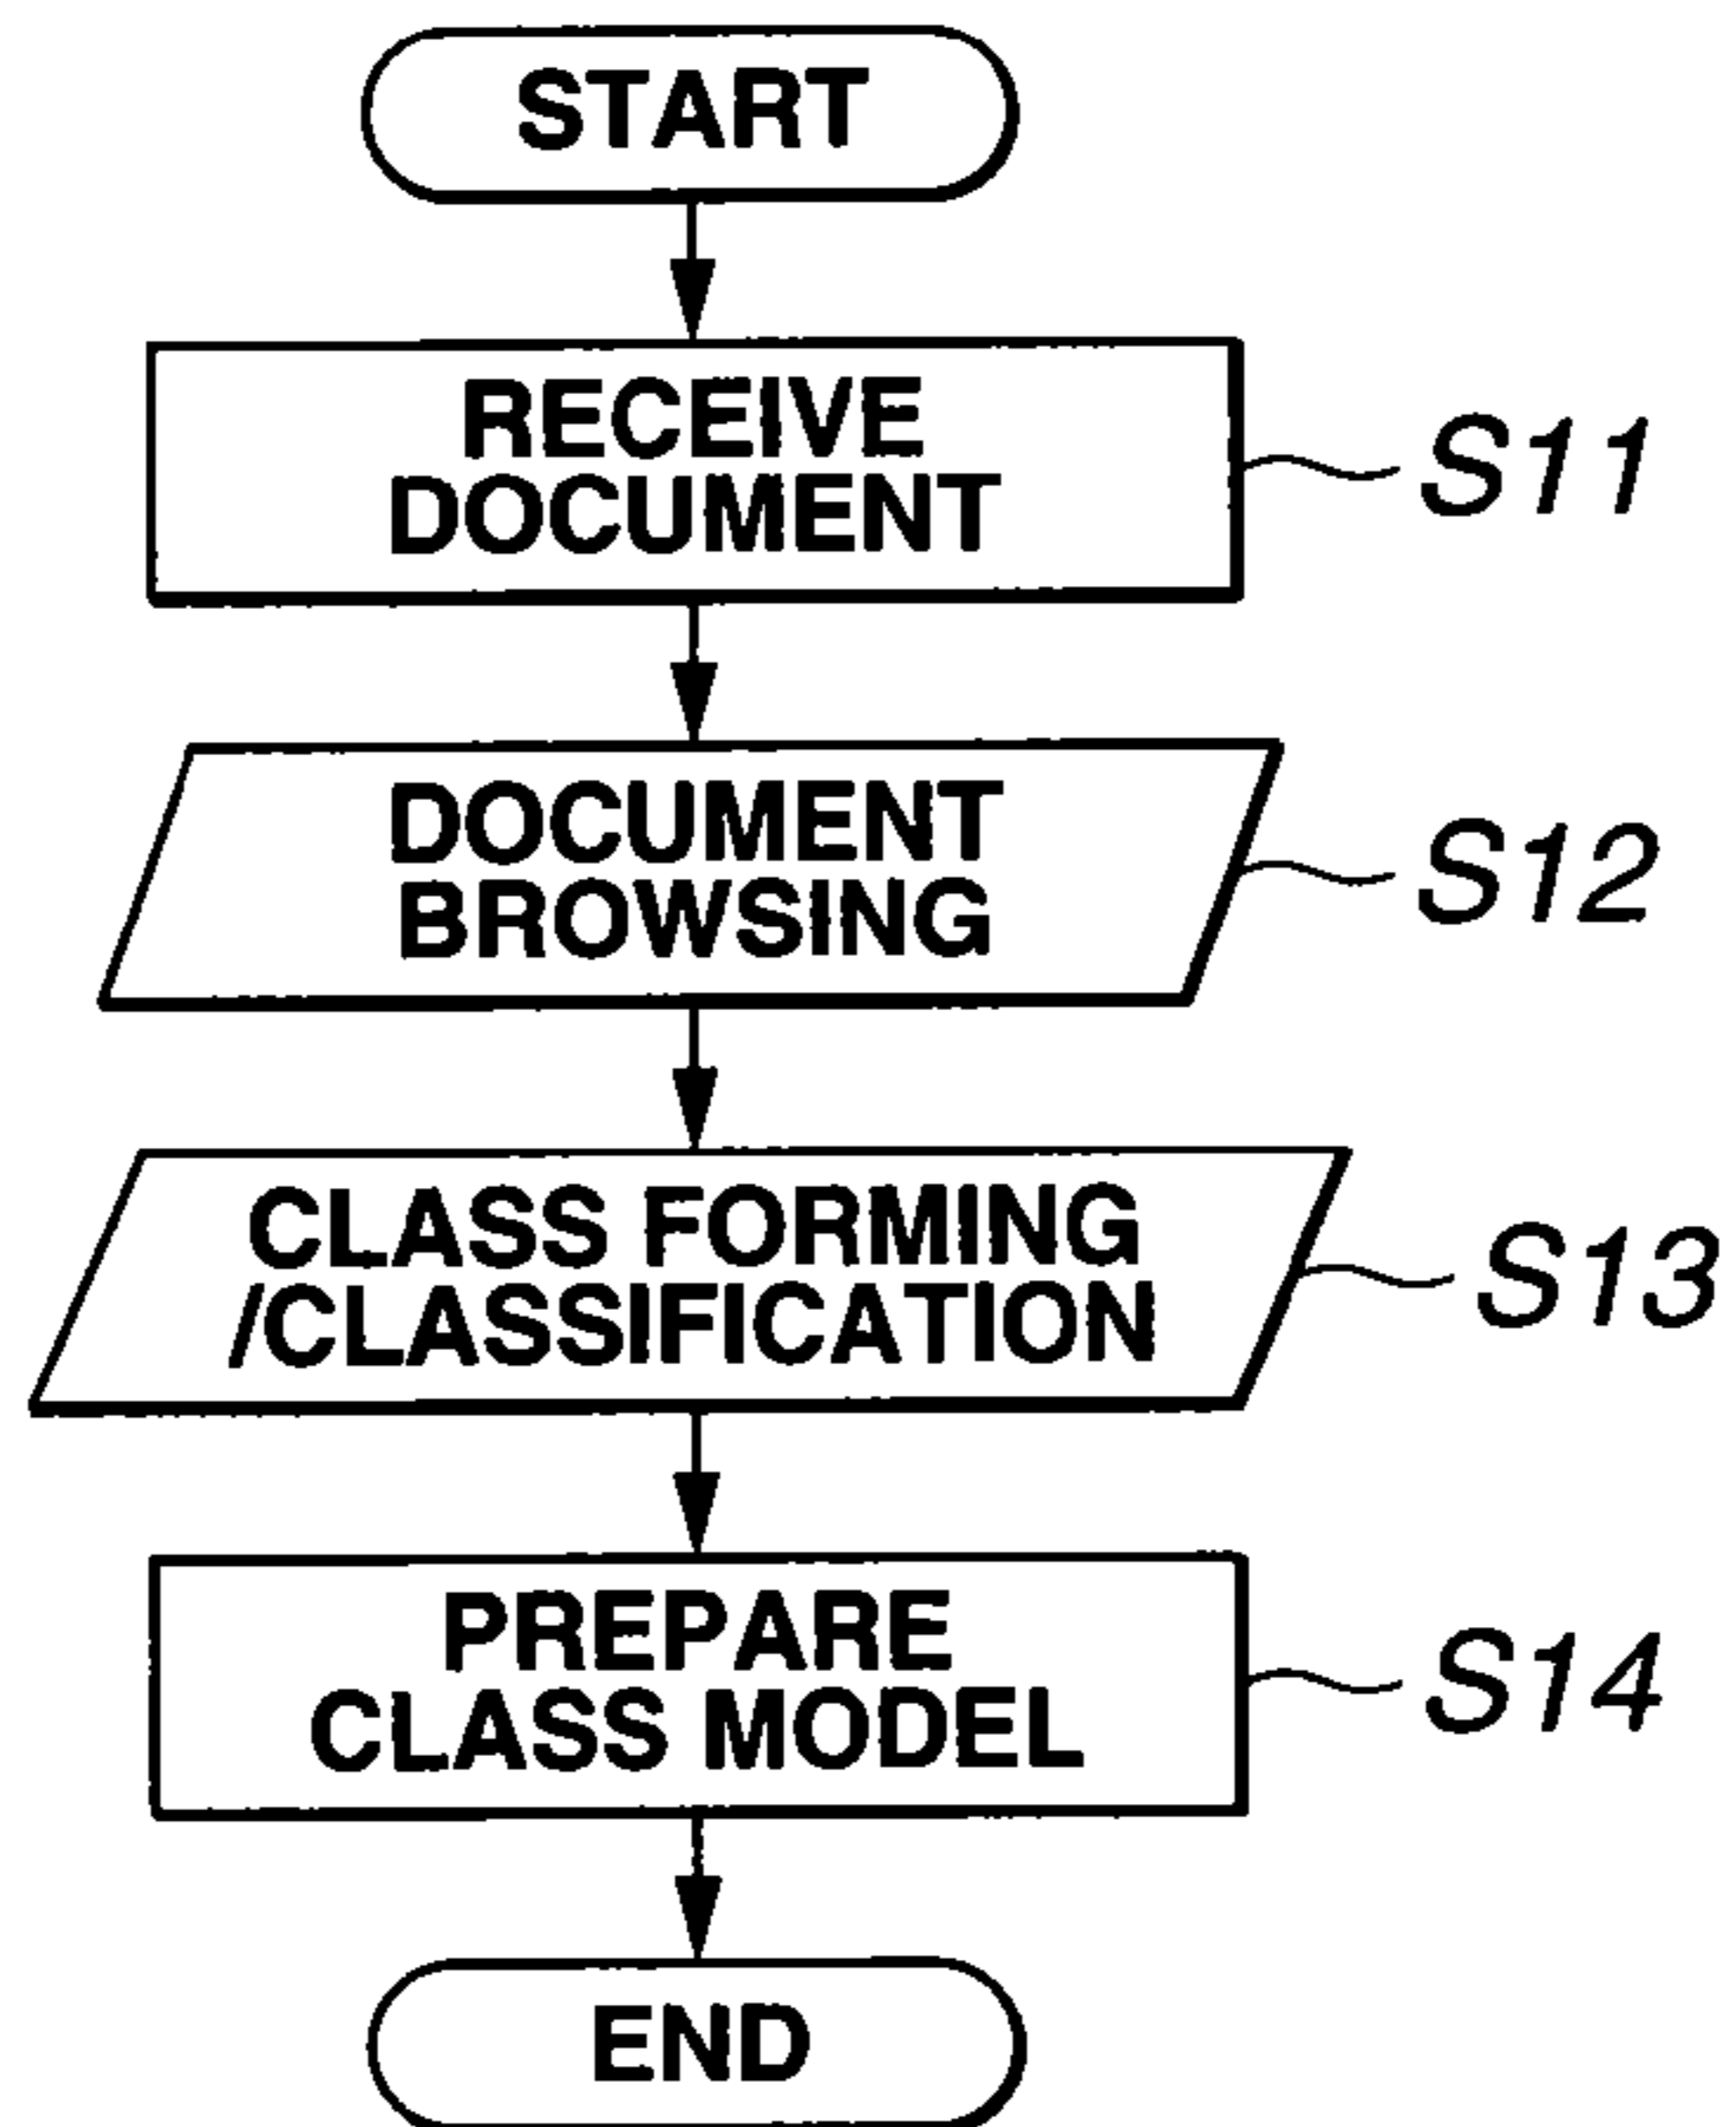 START
RECEIVE
DOCUMENT
S11
DOCUMENT
BROWSING
S12
CLASS FORMING
/CLASSIFICATION
S13
PREPARE
CLASS MODEL
S14
END